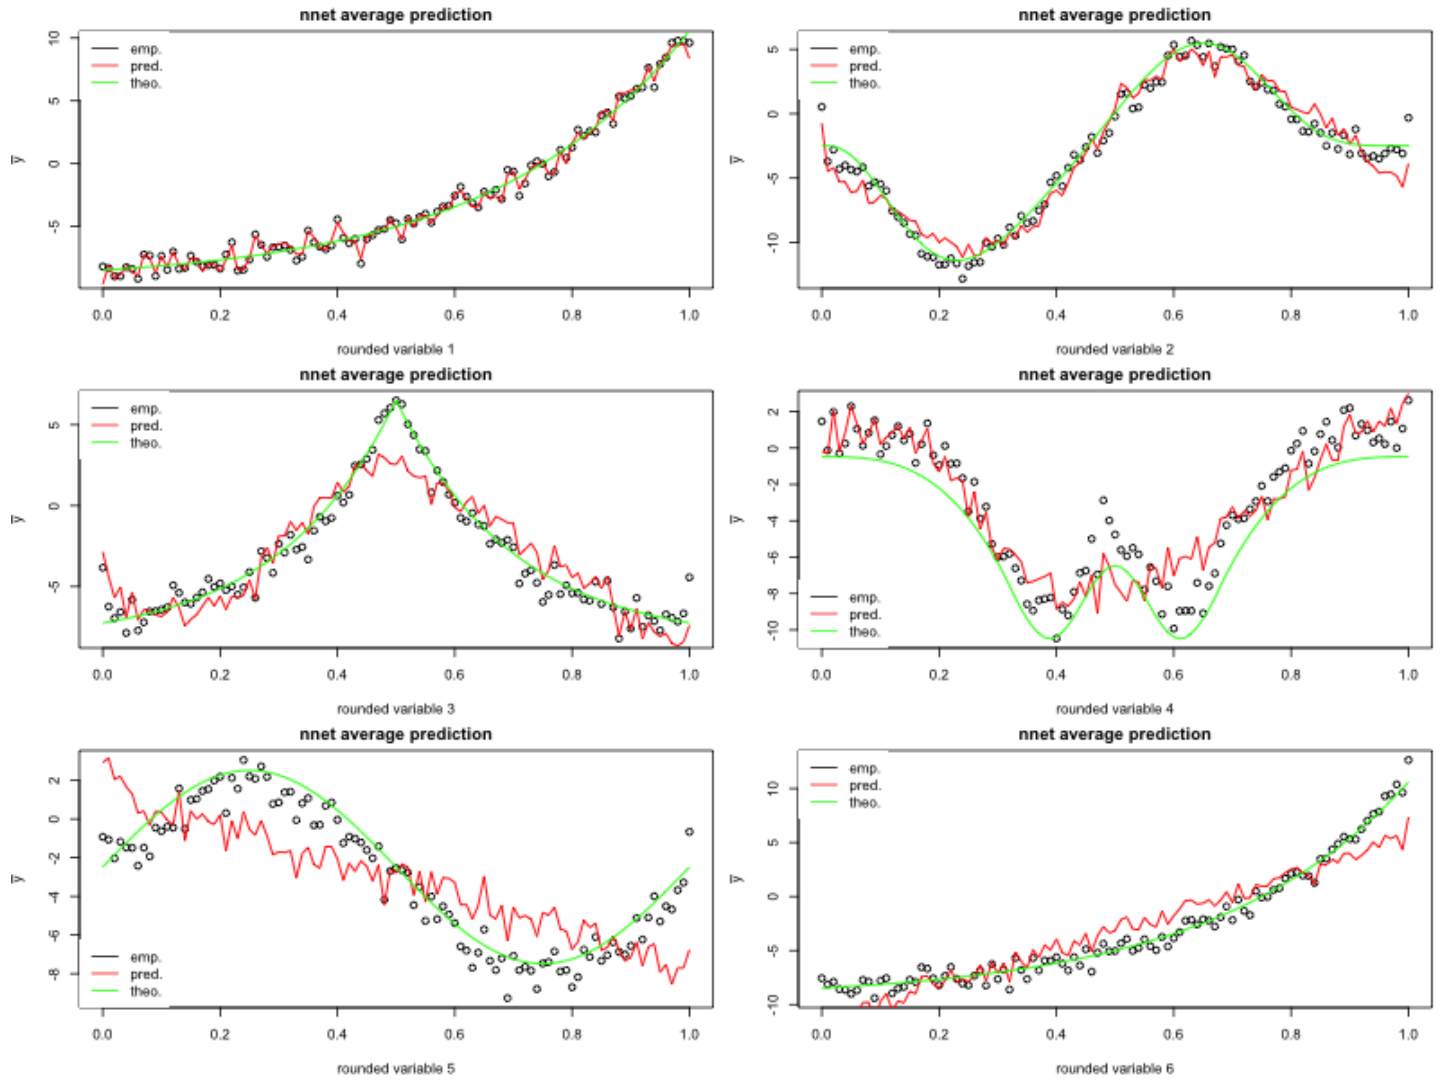 nnet average prediction
emp.
pred.
theo.
10
5
0
-5
y̅
0.0 0.2 0.4 0.6 0.8 1.0
rounded variable 1
nnet average prediction
emp.
pred.
theo.
5
0
-5
-10
y̅
0.0 0.2 0.4 0.6 0.8 1.0
rounded variable 2
nnet average prediction
emp.
pred.
theo.
5
0
-5
y̅
0.0 0.2 0.4 0.6 0.8 1.0
rounded variable 3
nnet average prediction
2
0
-2
-4
-6
-8
-10
y̅
emp.
pred.
theo.
0.0 0.2 0.4 0.6 0.8 1.0
rounded variable 4
nnet average prediction
2
0
-2
-4
-6
-8
y̅
emp.
pred.
theo.
0.0 0.2 0.4 0.6 0.8 1.0
rounded variable 5
nnet average prediction
emp.
pred.
theo.
10
5
0
-5
-10
y̅
0.0 0.2 0.4 0.6 0.8 1.0
rounded variable 6